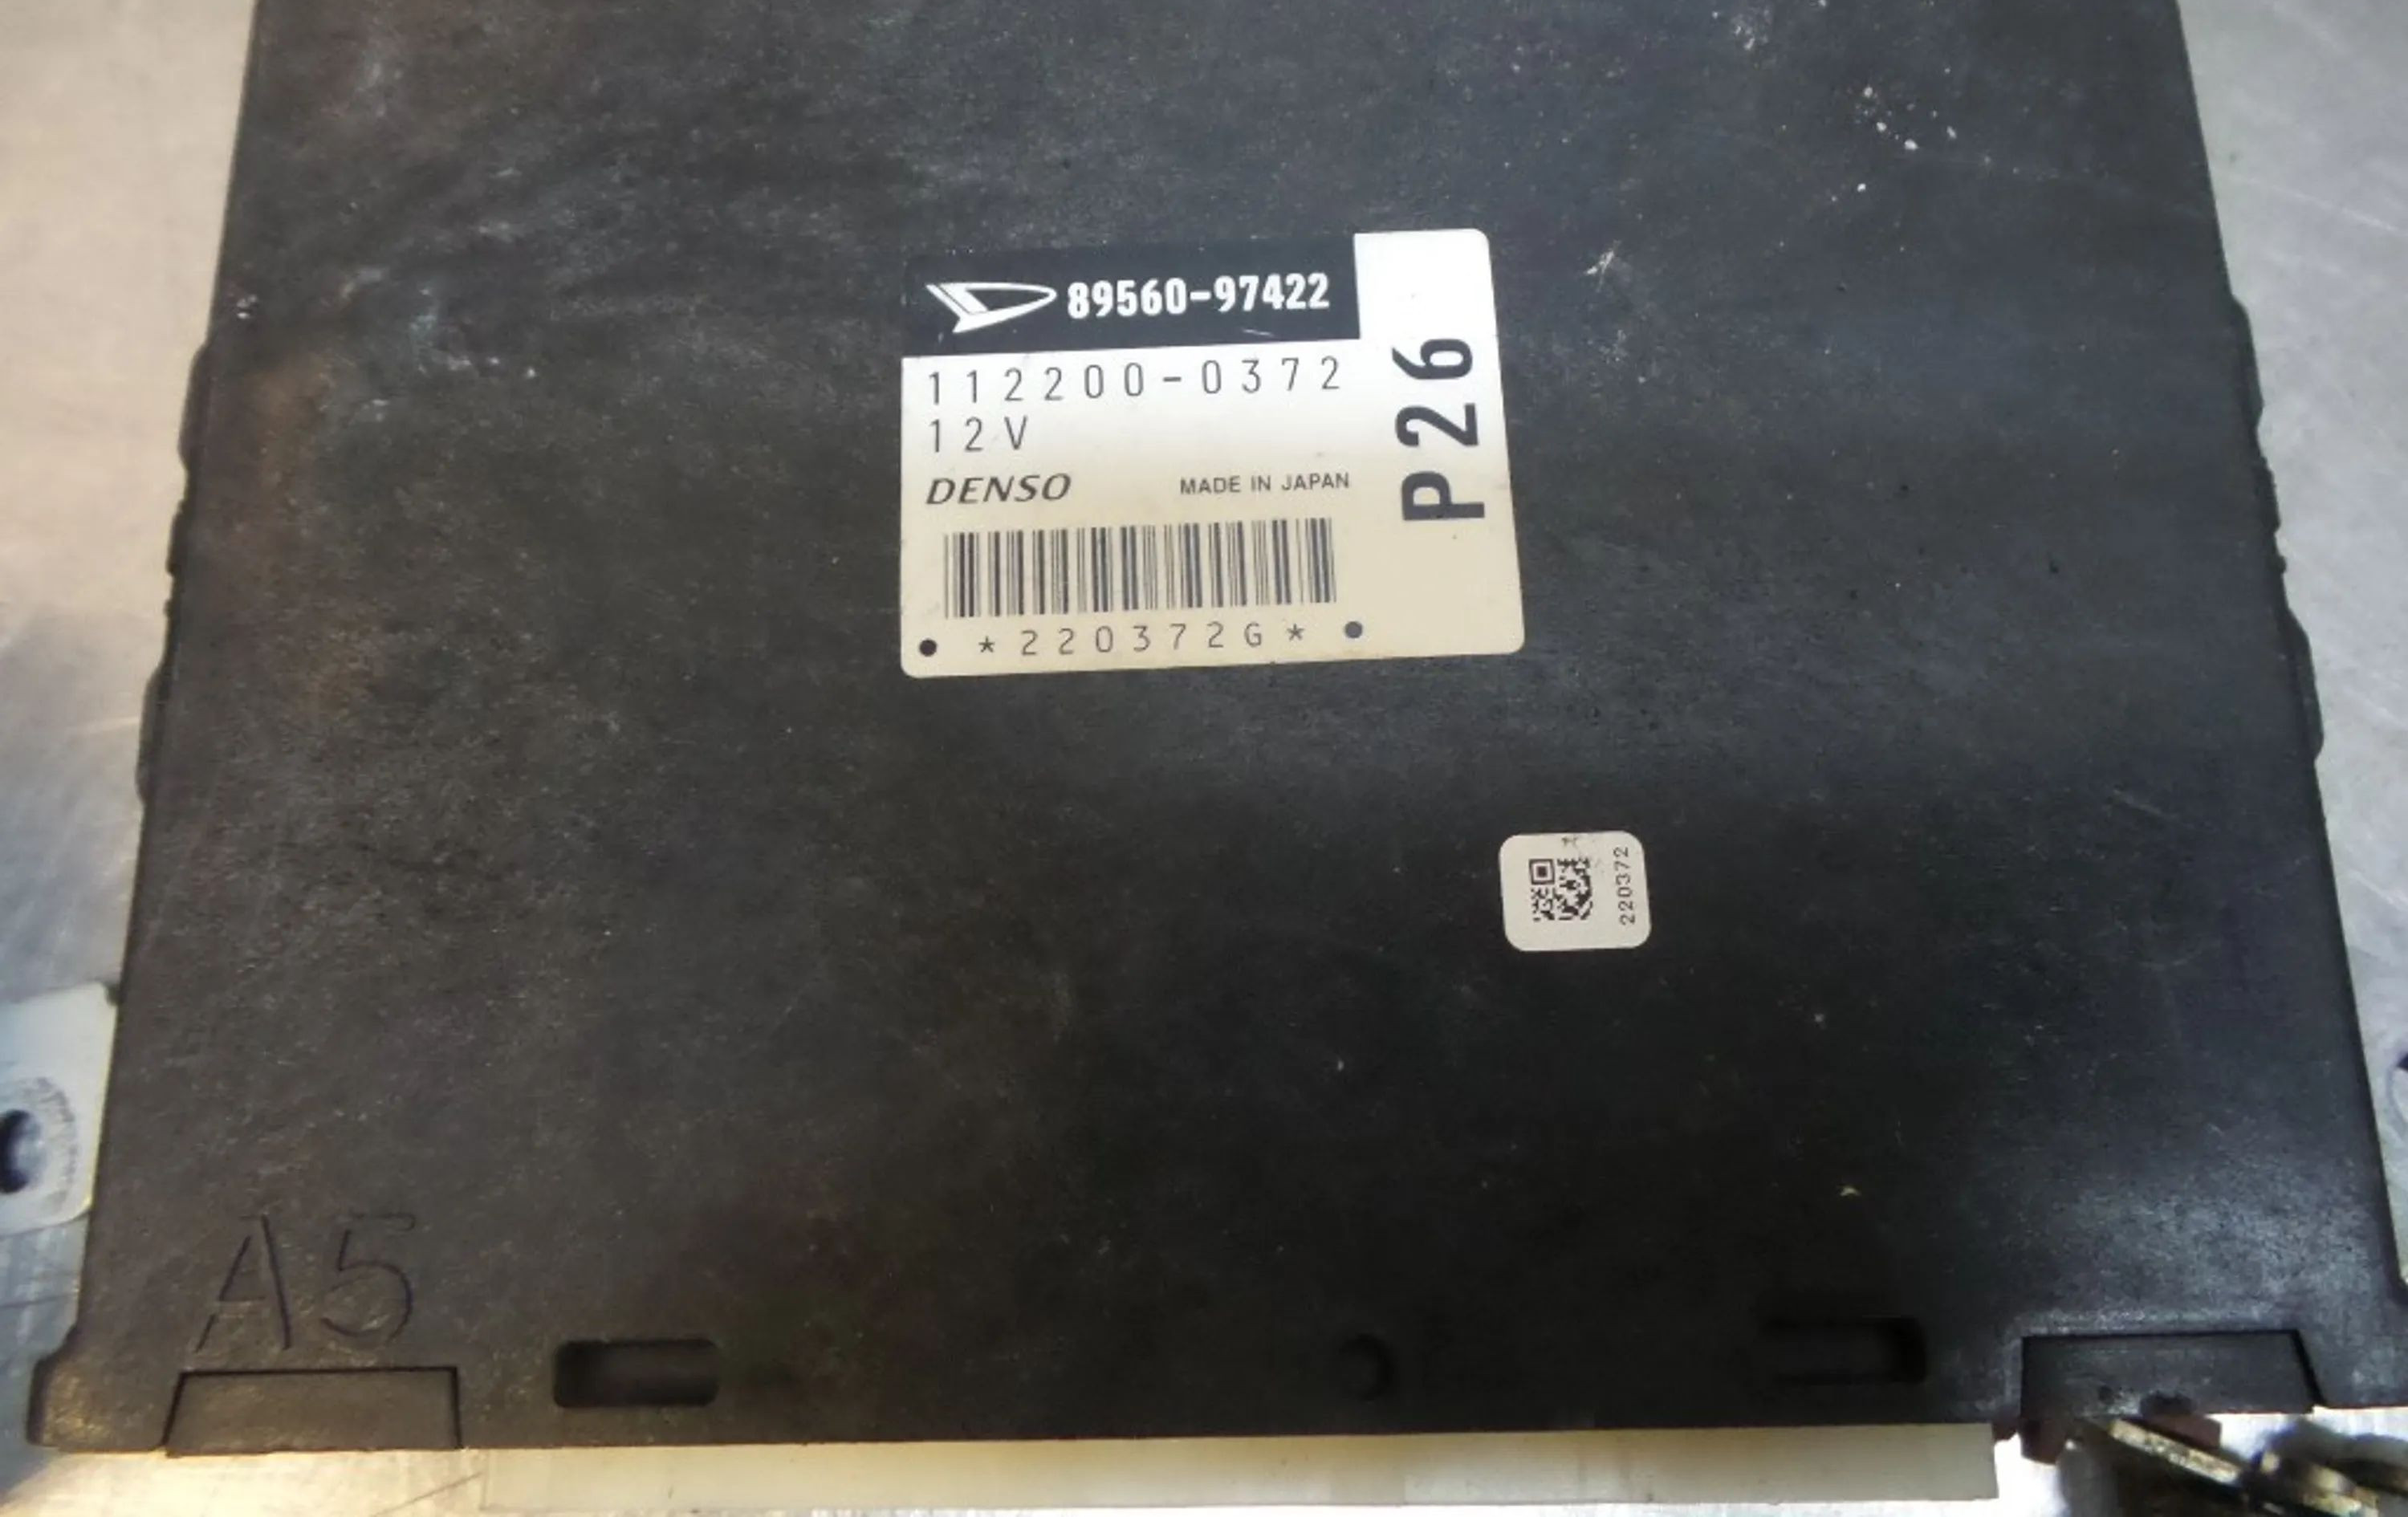 89560-97422
112200-0372
12V
DENSO MADE IN JAPAN
*220372G*
P26
220372
A5